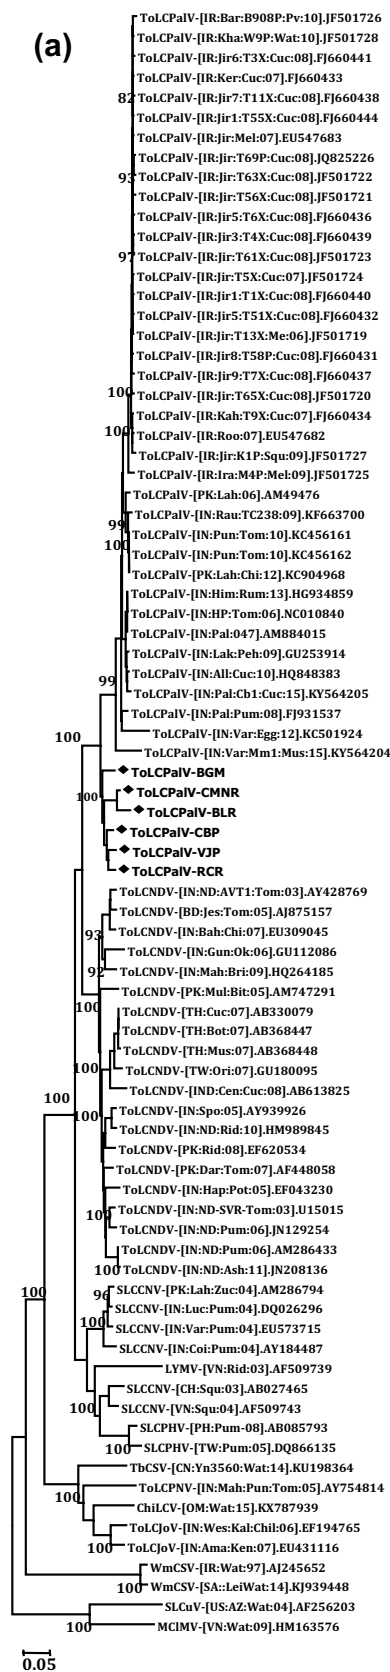 (a)
ToLCPalV-[IR:Bar:B908P:Pv:10].JF501726
ToLCPalV-[IR:Kha:W9P:Wat:10].JF501728
ToLCPalV-[IR:Jir6:T3X:Cuc:08].FJ660441
ToLCPalV-[IR:Ker:Cuc:07].FJ660433
82
ToLCPalV-[IR:Jir7:T11X:Cuc:08].FJ660438
ToLCPalV-[IR:Jir1:T55X:Cuc:08].FJ660444
ToLCPalV-[IR:Jir:Mel:07].EU547683
ToLCPalV-[IR:Jir:T69P:Cuc:08].JQ825226
93
ToLCPalV-[IR:Jir:T63X:Cuc:08].JF501722
ToLCPalV-[IR:Jir:T56X:Cuc:08].JF501721
ToLCPalV-[IR:Jir5:T6X:Cuc:08].FJ660436
ToLCPalV-[IR:Jir3:T4X:Cuc:08].FJ660439
97
ToLCPalV-[IR:Jir:T61X:Cuc:08].JF501723
ToLCPalV-[IR:Jir:T5X:Cuc:07].JF501724
ToLCPalV-[IR:Jir1:T1X:Cuc:08].FJ660440
ToLCPalV-[IR:Jir5:T51X:Cuc:08].FJ660432
ToLCPalV-[IR:Jir:T13X:Me:06].JF501719
ToLCPalV-[IR:Jir8:T58P:Cuc:08].FJ660431
ToLCPalV-[IR:Jir9:T7X:Cuc:08].FJ660437
100
ToLCPalV-[IR:Jir:T65X:Cuc:08].JF501720
ToLCPalV-[IR:Kah:T9X:Cuc:07].FJ660434
100
ToLCPalV-[IR:Roo:07].EU547682
ToLCPalV-[IR:Jir:K1P:Squ:09].JF501727
ToLCPalV-[IR:Ira:M4P:Mel:09].JF501725
ToLCPalV-[PK:Lah:06].AM49476
ToLCPalV-[IN:Rau:TC238:09].KF663700
99
ToLCPalV-[IN:Pun:Tom:10].KC456161
100
ToLCPalV-[IN:Pun:Tom:10].KC456162
ToLCPalV-[PK:Lah:Chi:12].KC904968
ToLCPalV-[IN:Him:Rum:13].HG934859
ToLCPalV-[IN:HP:Tom:06].NC010840
ToLCPalV-[IN:Pal:047].AM884015
ToLCPalV-[IN:Lak:Peh:09].GU253914
ToLCPalV-[IN:All:Cuc:10].HQ848383
99
ToLCPalV-[IN:Pal:Cb1:Cuc:15].KY564205
ToLCPalV-[IN:Pal:Pum:08].FJ931537
ToLCPalV-[IN:Var:Egg:12].KC501924
100
ToLCPalV-[IN:Var:Mm1:Mus:15].KY564204
ToLCPalV-BGM
ToLCPalV-CMNR
100
ToLCPalV-BLR
ToLCPalV-CBP
ToLCPalV-VJP
ToLCPalV-RCR
ToLCNDV-[IN:ND:AVT1:Tom:03].AY428769
ToLCNDV-[BD:Jes:Tom:05].AJ875157
ToLCNDV-[IN:Bah:Chi:07].EU309045
93
ToLCNDV-[IN:Gun:Ok:06].GU112086
92
ToLCNDV-[IN:Mah:Bri:09].HQ264185
ToLCNDV-[PK:Mul:Bit:05].AM747291
100
ToLCNDV-[TH:Cuc:07].AB330079
ToLCNDV-[TH:Bot:07].AB368447
ToLCNDV-[TH:Mus:07].AB368448
100
ToLCNDV-[TW:Ori:07].GU180095
ToLCNDV-[IND:Cen:Cuc:08].AB613825
100
ToLCNDV-[IN:Spo:05].AY939926
100
ToLCNDV-[IN:ND:Rid:10].HM989845
ToLCNDV-[PK:Rid:08].EF620534
ToLCNDV-[PK:Dar:Tom:07].AF448058
ToLCNDV-[IN:Hap:Pot:05].EF043230
ToLCNDV-[IN:ND-SVR-Tom:03].U15015
100
ToLCNDV-[IN:ND:Pum:06].JN129254
ToLCNDV-[IN:ND:Pum:06].AM286433
100
ToLCNDV-[IN:ND:Ash:11].JN208136
100
SLCCNV-[PK:Lah:Zuc:04].AM286794
96
SLCCNV-[IN:Luc:Pum:04].DQ026296
100
SLCCNV-[IN:Var:Pum:04].EU573715
SLCCNV-[IN:Coi:Pum:04].AY184487
LYMV-[VN:Rid:03].AF509739
SLCCNV-[CH:Squ:03].AB027465
100
SLCCNV-[VN:Squ:04].AF509743
SLCPHV-[PH:Pum-08].AB085793
100
SLCPHV-[TW:Pum:05].DQ866135
TbCSV-[CN:Yn3560:Wat:14].KU198364
100
ToLCPNV-[IN:Mah:Pun:Tom:05].AY754814
ChiLCV-[OM:Wat:15].KX787939
ToLCJoV-[IN:Wes:Kal:Chil:06].EF194765
100
ToLCJoV-[IN:Ama:Ken:07].EU431116
WmCSV-[IR:Wat:97].AJ245652
100
WmCSV-[SA::LeiWat:14].KJ939448
SLCuV-[US:AZ:Wat:04].AF256203
100
MClMV-[VN:Wat:09].HM163576
0.05